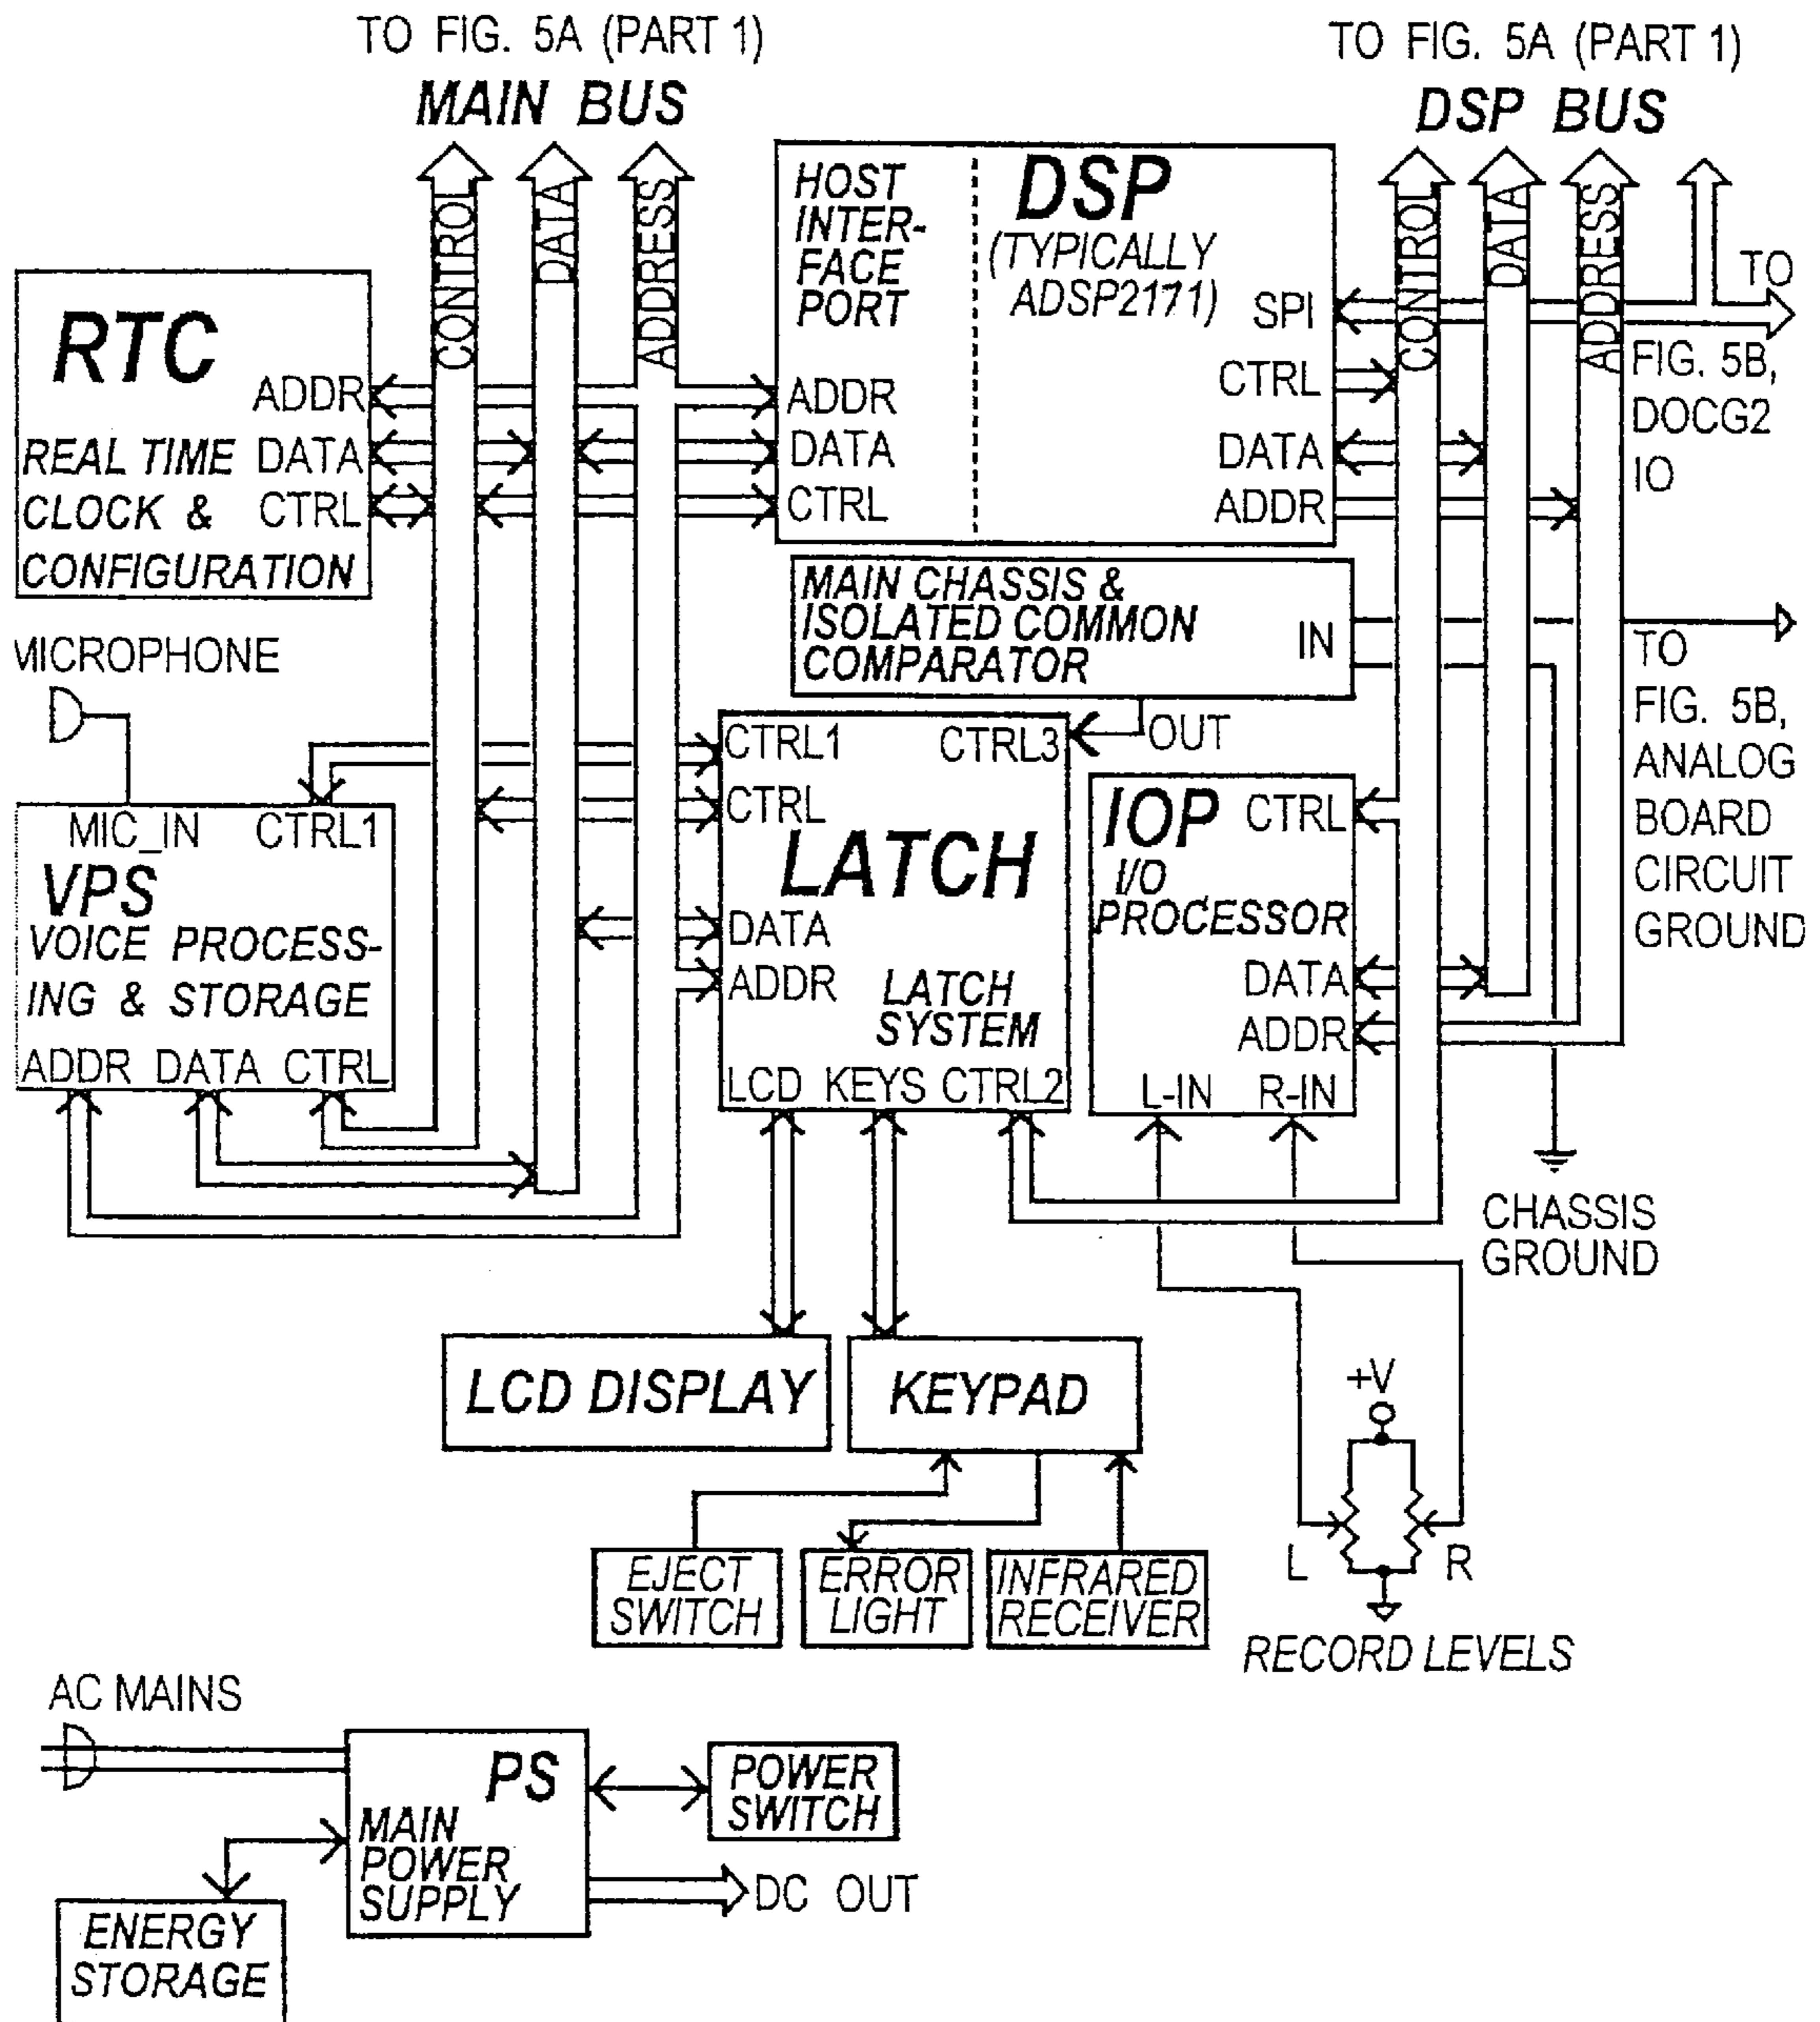 TO FIG. 5A (PART 1)
MAIN BUS
TO FIG. 5A (PART 1)
DSP BUS
CONTROL
DATA
ADDRESS
HOST
INTER-
FACE
PORT
DSP
(TYPICALLY
ADSP2171)
SPI
CTRL
DATA
ADDR
ADDR
DATA
CTRL
CONTROL
DATA
ADDRESS
TO
FIG. 5B,
DOCG2
IO
RTC
ADDR
REAL TIME DATA
CLOCK & CTRL
CONFIGURATION
MAIN CHASSIS &
ISOLATED COMMON
COMPARATOR
IN
OUT
TO
FIG. 5B,
ANALOG
BOARD
CIRCUIT
GROUND
MICROPHONE
MIC_IN CTRL1
VPS
VOICE PROCESS-
ING & STORAGE
ADDR DATA CTRL
CTRL1 CTRL3
CTRL
LATCH
DATA
ADDR
LATCH
SYSTEM
LCD KEYS CTRL2
IOP CTRL
I/O
PROCESSOR
DATA
ADDR
L-IN R-IN
CHASSIS
GROUND
LCD DISPLAY
KEYPAD
EJECT
SWITCH
ERROR
LIGHT
INFRARED
RECEIVER
+V
L
R
RECORD LEVELS
AC MAINS
PS
MAIN
POWER
SUPPLY
POWER
SWITCH
DC OUT
ENERGY
STORAGE